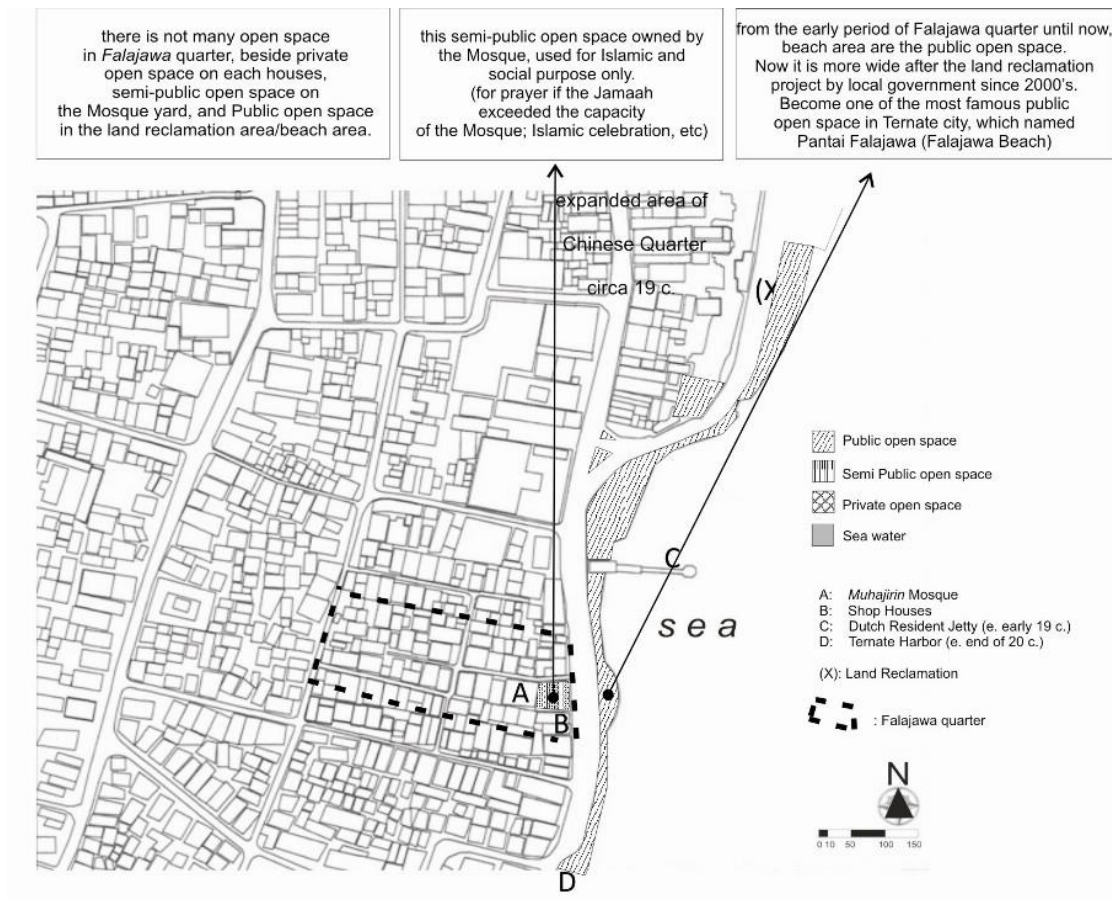 there is not many open space
in Falajawa quarter, beside private
open space on each houses,
semi-public open space on
the Mosque yard, and Public open space
in the land reclamation area/beach area.
this semi-public open space owned by
the Mosque, used for Islamic and
social purpose only.
(for prayer if the Jamaah
exceeded the capacity
of the Mosque; Islamic celebration, etc)
from the early period of Falajawa quarter until now,
beach area are the public open space.
Now it is more wide after the land reclamation
project by local government since 2000's.
Become one of the most famous public
open space in Ternate city, which named
Pantai Falajawa (Falajawa Beach)
expanded area of
Chinese Quarter
circa 19 c.
(X
C
sea
A
B
D
Public open space
Semi Public open space
Private open space
Sea water
A: Muhajirin Mosque
B: Shop Houses
C: Dutch Resident Jetty (e. early 19 c.)
D: Ternate Harbor (e. end of 20 c.)
(X): Land Reclamation
: Falajawa quarter
N
0 10 50 100 150